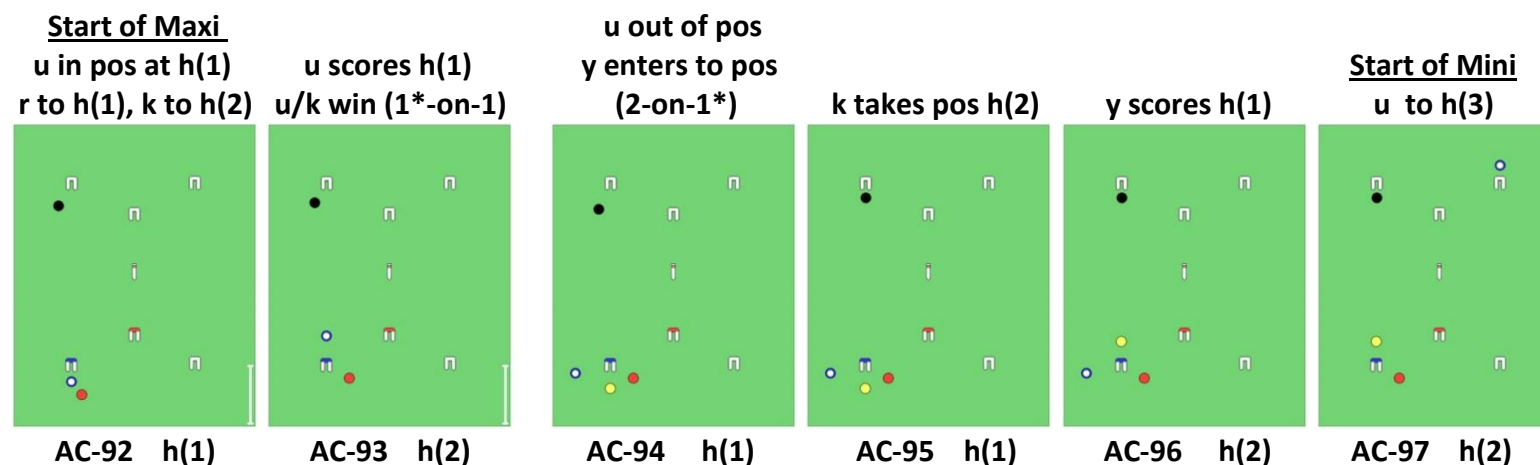 Start of Maxi
u in pos at h(1)
r to h(1), k to h(2)
u scores h(1)
u/k win (1*-on-1)
u out of pos
y enters to pos
(2-on-1*)
k takes pos h(2)
y scores h(1)
Start of Mini
u to h(3)
AC-92 h(1)
AC-93 h(2)
AC-94 h(1)
AC-95 h(1)
AC-96 h(2)
AC-97 h(2)